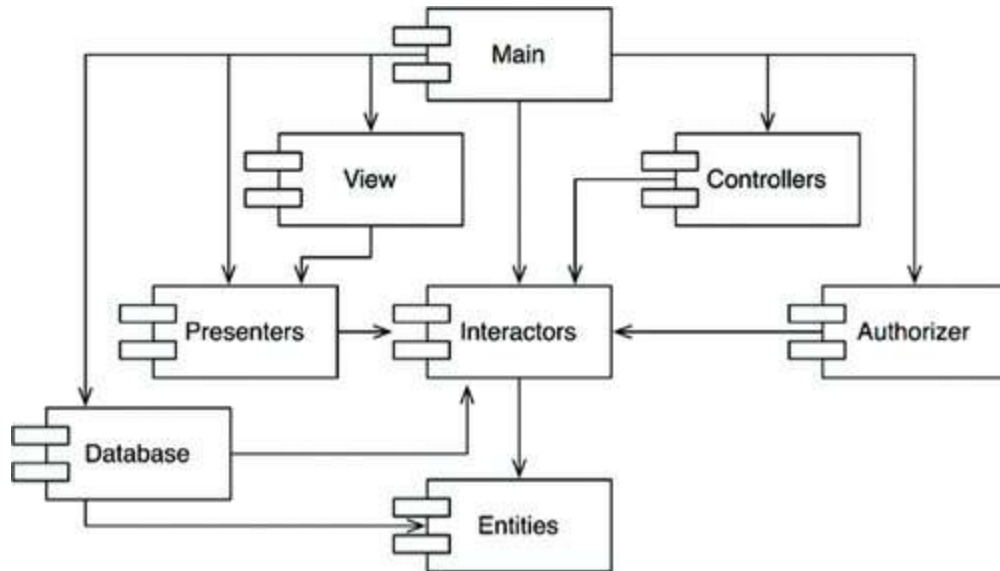 Main
View
Controllers
Presenters
Interactors
Authorizer
Database
Entities